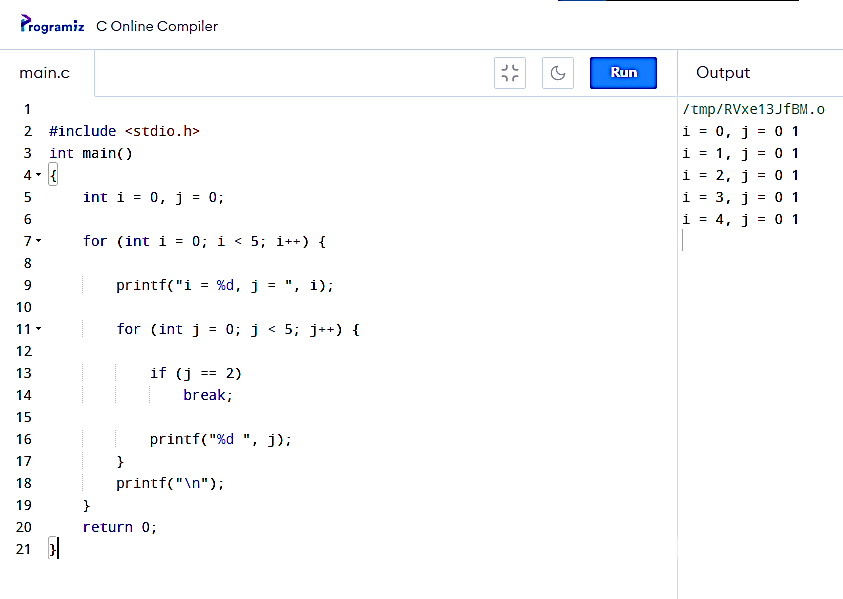 Programiz C Online Compiler
main.c Run Output
1
2 #include <stdio.h>
3 int main()
4 {
5     int i = 0, j = 0;
6
7     for (int i = 0; i < 5; i++) {
8
9         printf("i = %d, j = ", i);
10
11         for (int j = 0; j < 5; j++) {
12
13             if (j == 2)
14                 break;
15
16             printf("%d ", j);
17         }
18         printf("\n");
19     }
20     return 0;
21 }
/tmp/RVxe13JfBM.o
i = 0, j = 0 1
i = 1, j = 0 1
i = 2, j = 0 1
i = 3, j = 0 1
i = 4, j = 0 1